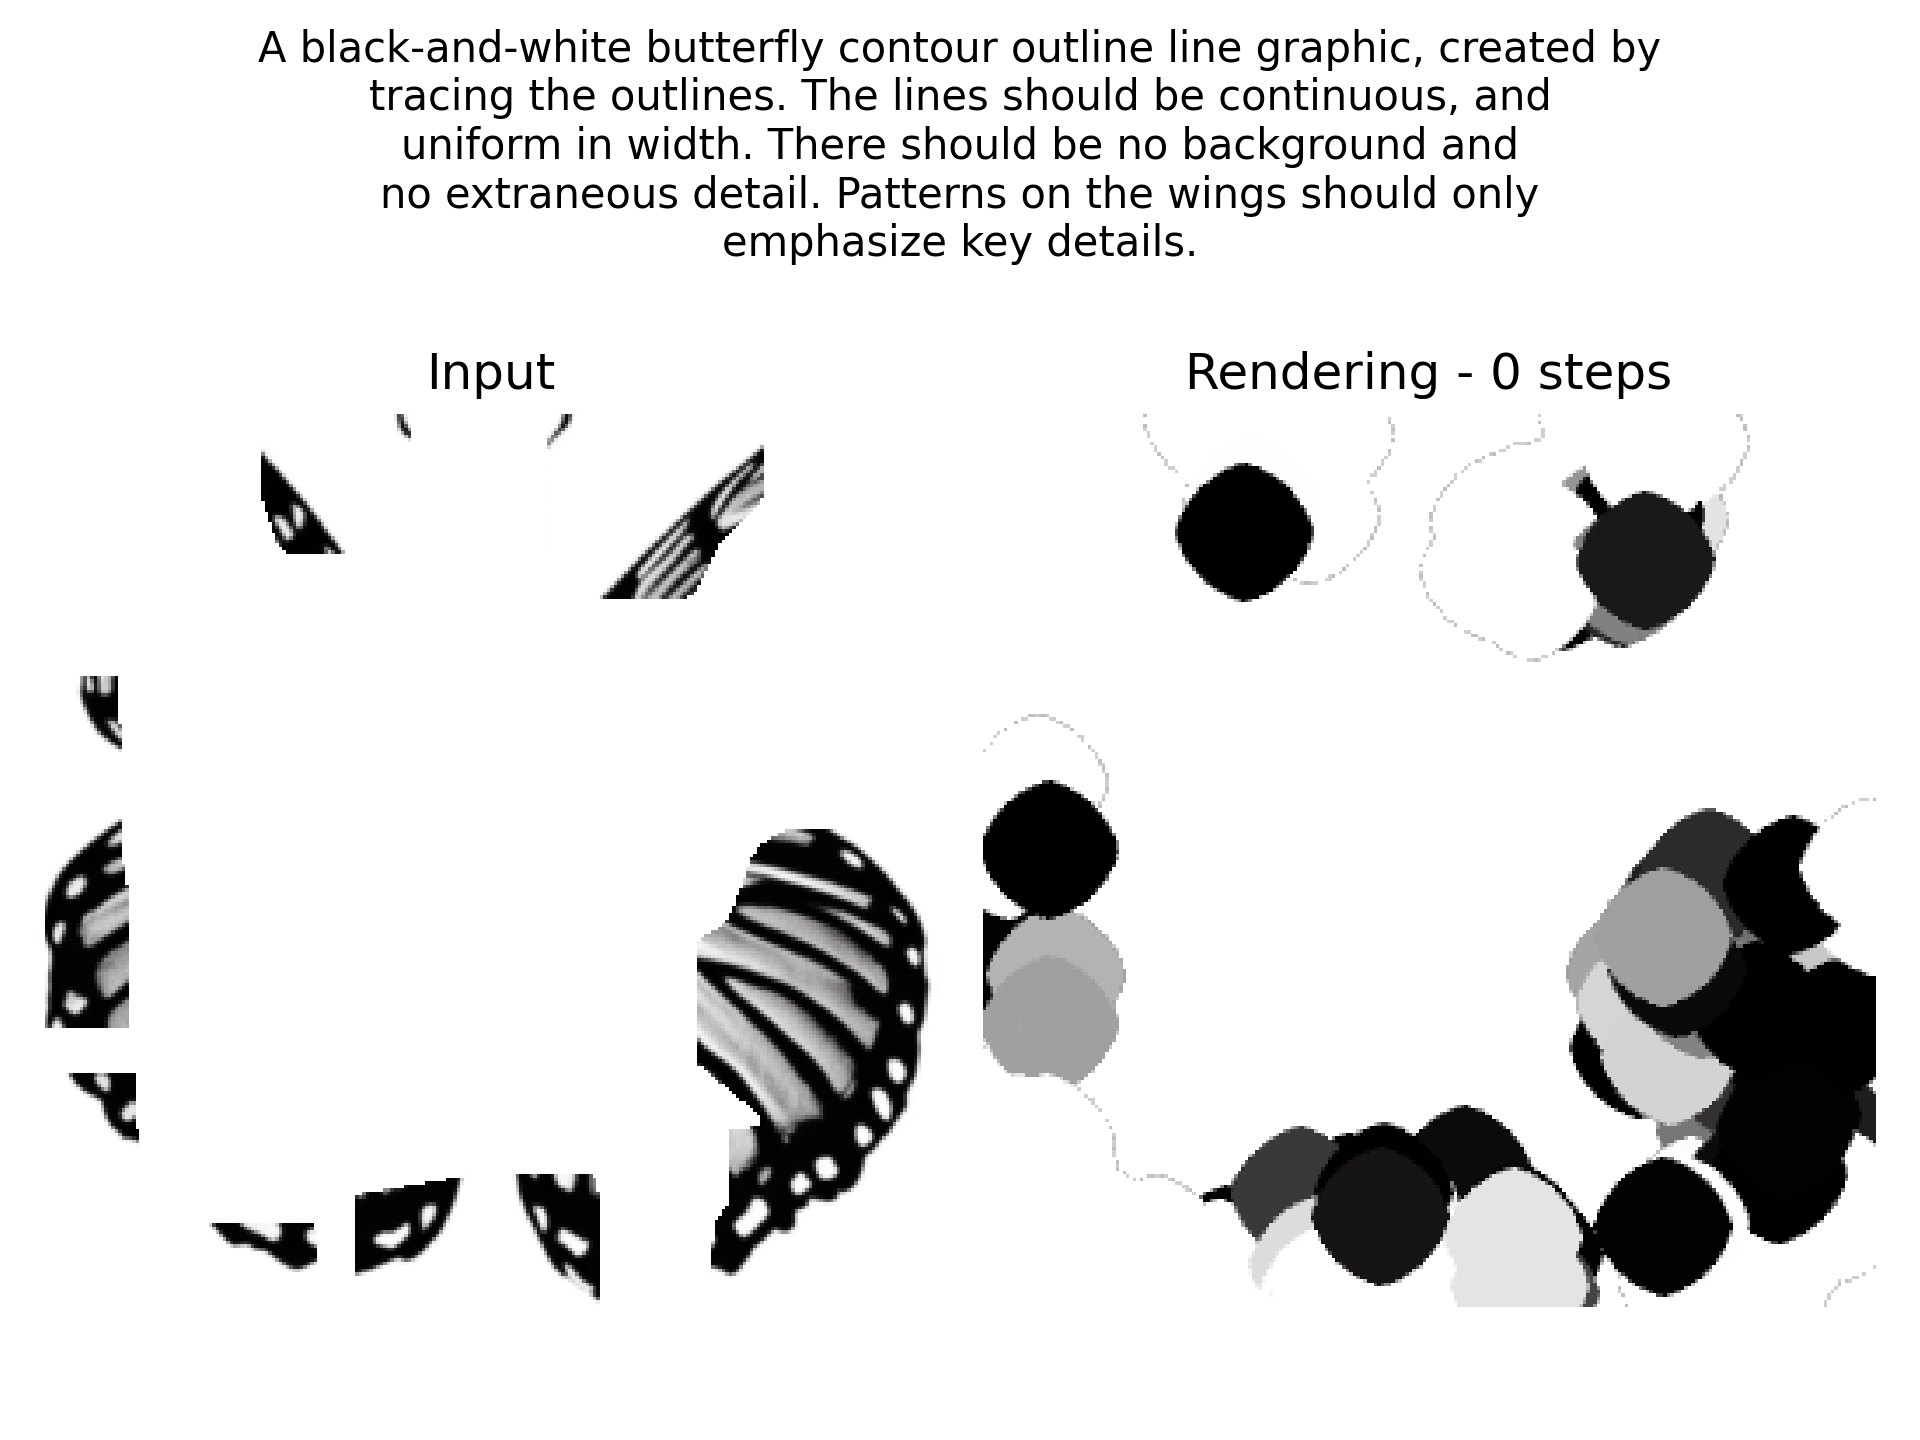 A black-and-white butterfly contour outline line graphic, created by
tracing the outlines. The lines should be continuous, and
uniform in width. There should be no background and
no extraneous detail. Patterns on the wings should only
emphasize key details.
Input
Rendering - 0 steps